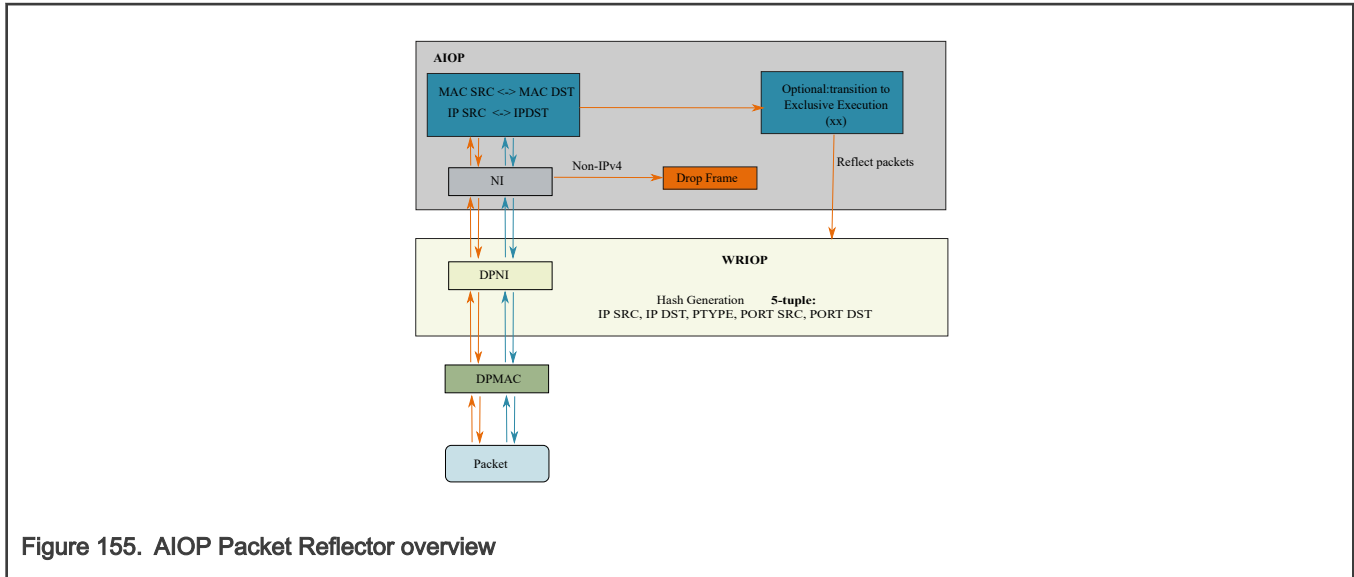 AIOP
MAC SRC <-> MAC DST
IP SRC <-> IPDST
Optional:transition to
Exclusive Execution
(xx)
Non-IPv4
Reflect packets
NI
Drop Frame
WRIOP
DPNI
Hash Generation 5-tuple:
IP SRC, IP DST, PTYPE, PORT SRC, PORT DST
DPMAC
Packet
Figure 155. AIOP Packet Reflector overview